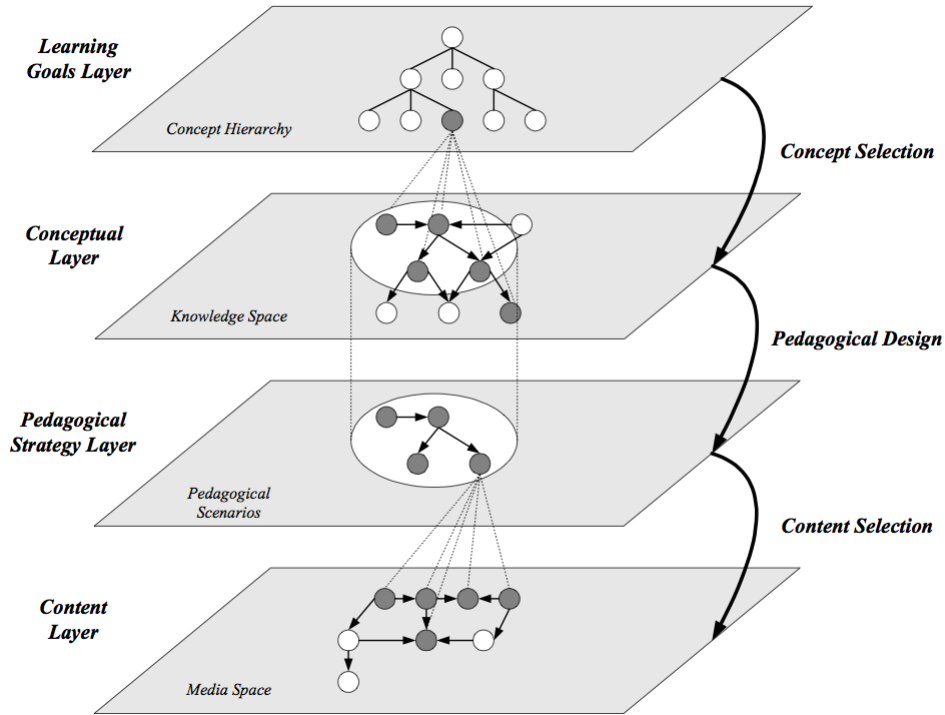 Learning
Goals Layer
Concept Hierarchy
Concept Selection
Conceptual
Layer
Knowledge Space
Pedagogical Design
Pedagogical
Strategy Layer
Pedagogical
Scenarios
Content Selection
Content
Layer
Media Space